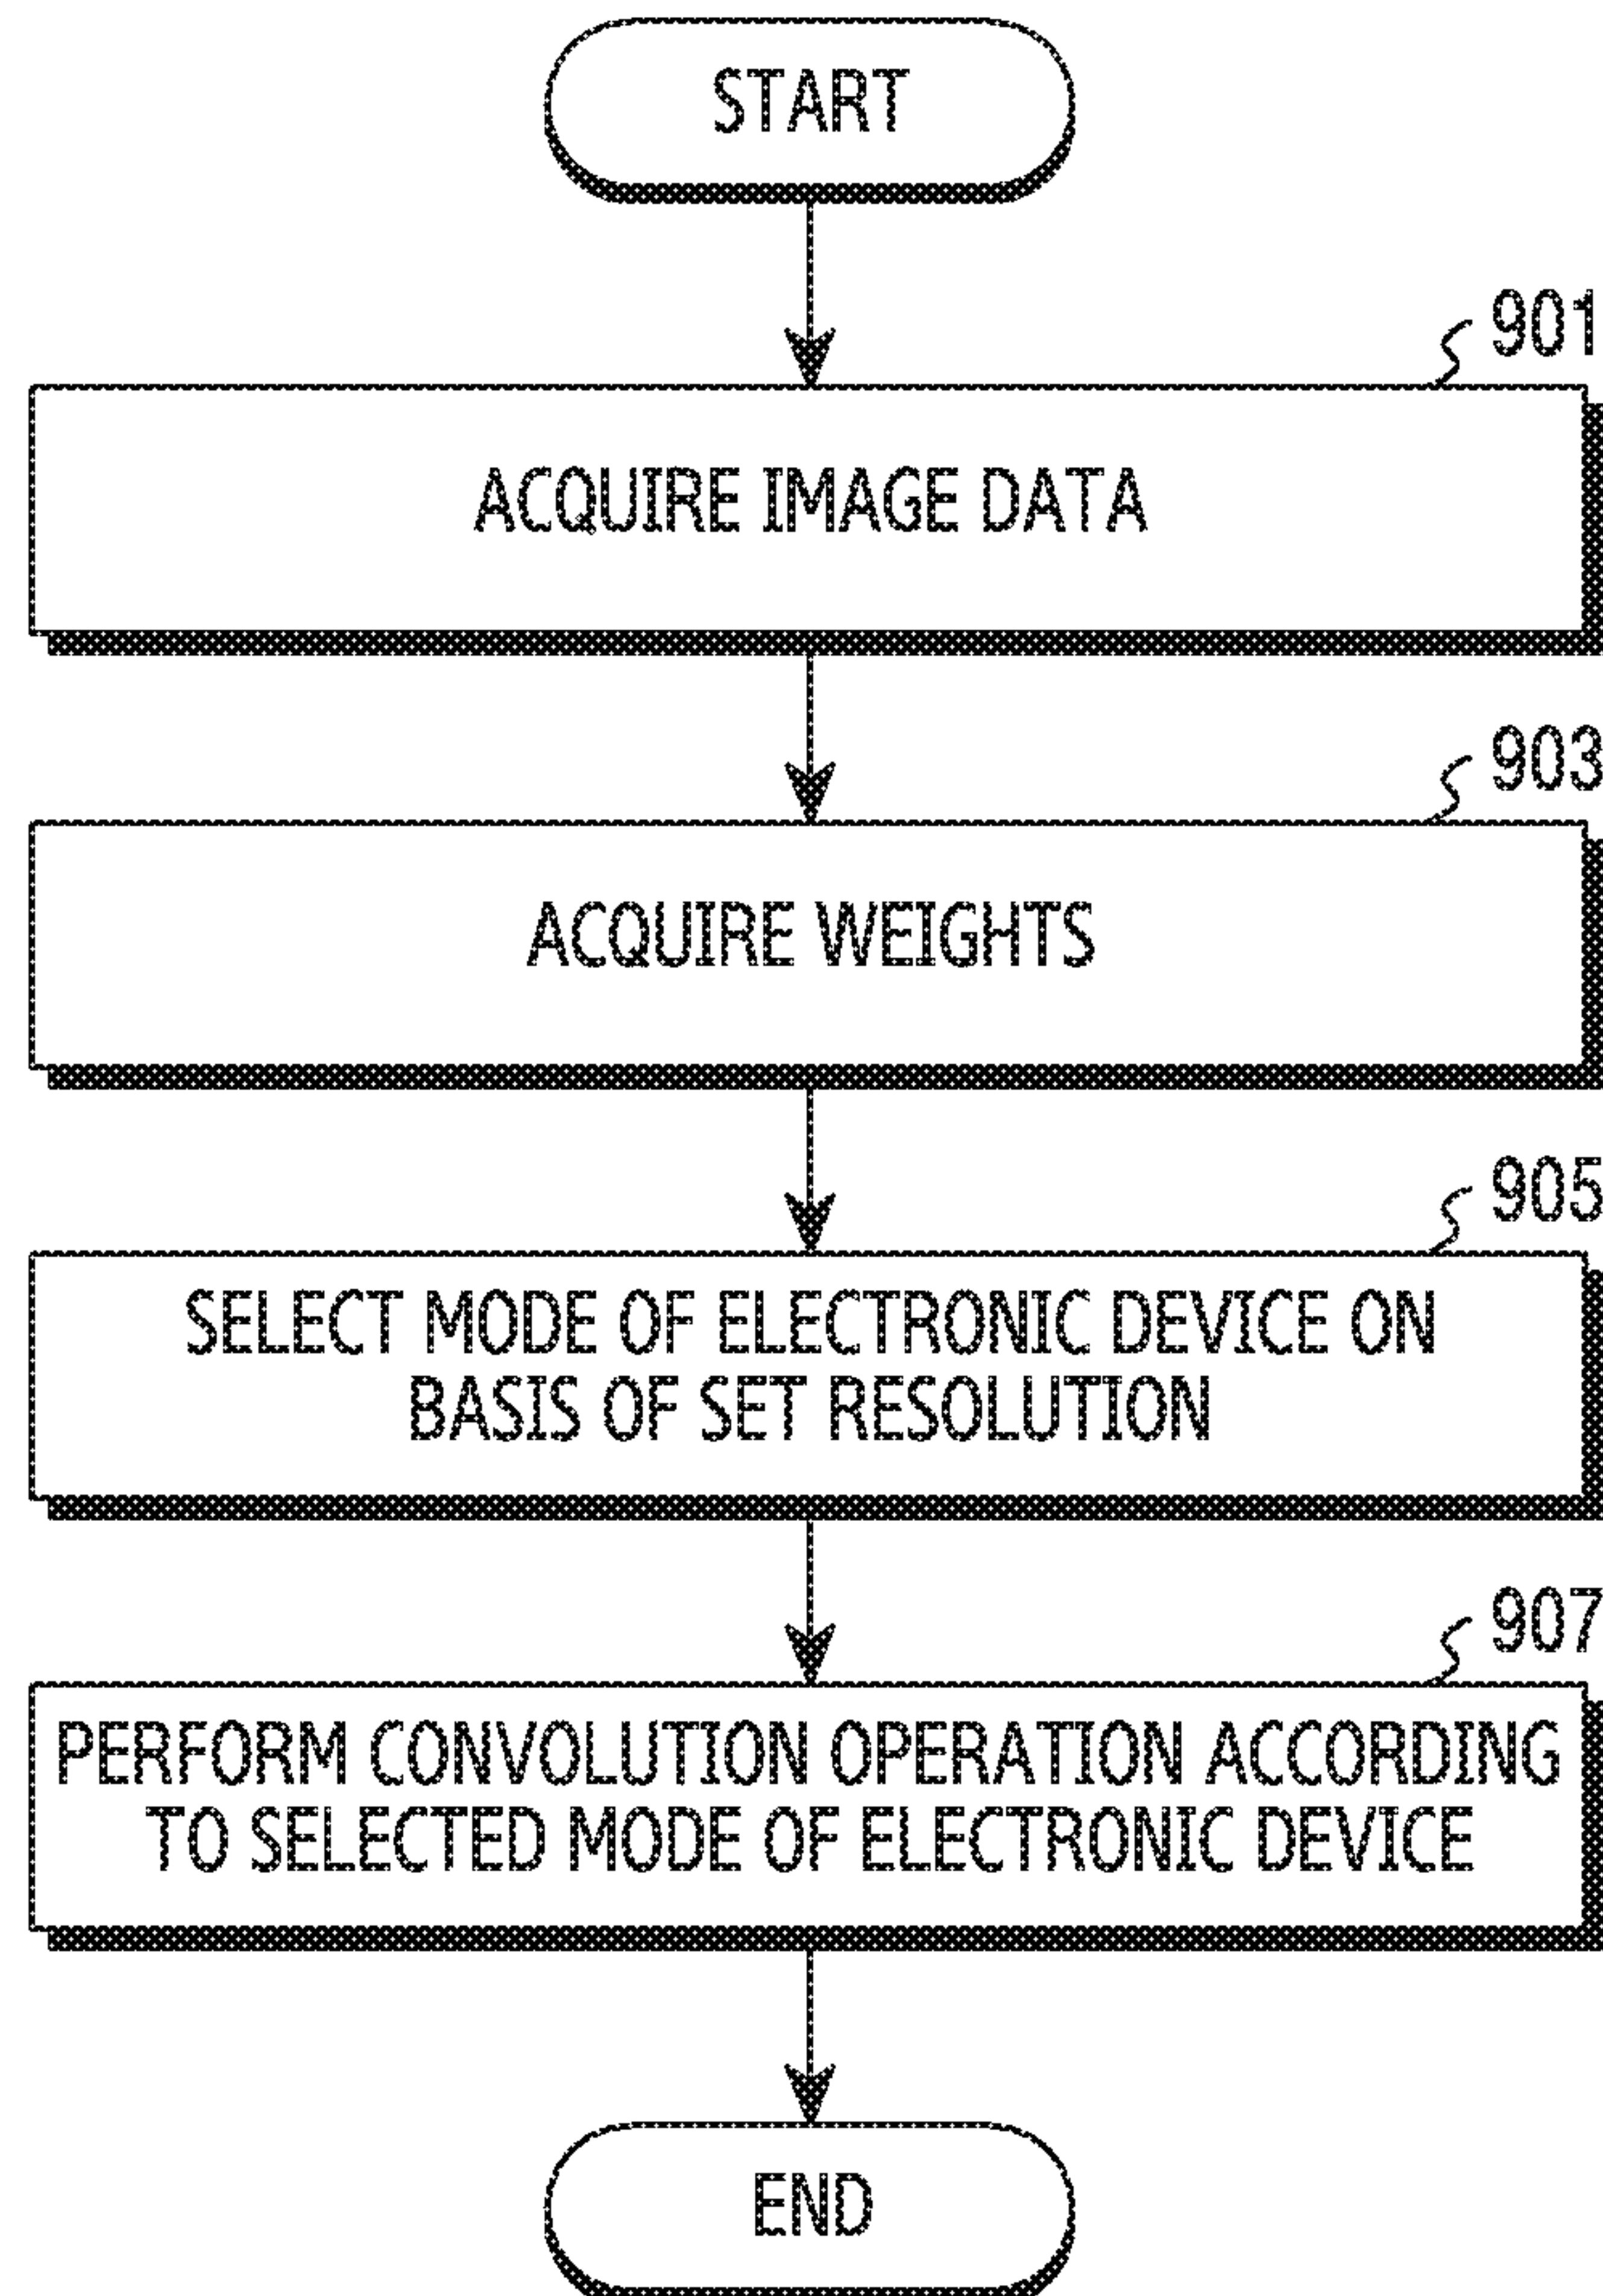 START
901
ACQUIRE IMAGE DATA
903
ACQUIRE WEIGHTS
905
SELECT MODE OF ELECTRONIC DEVICE ON
BASIS OF SET RESOLUTION
907
PERFORM CONVOLUTION OPERATION ACCORDING
TO SELECTED MODE OF ELECTRONIC DEVICE
END